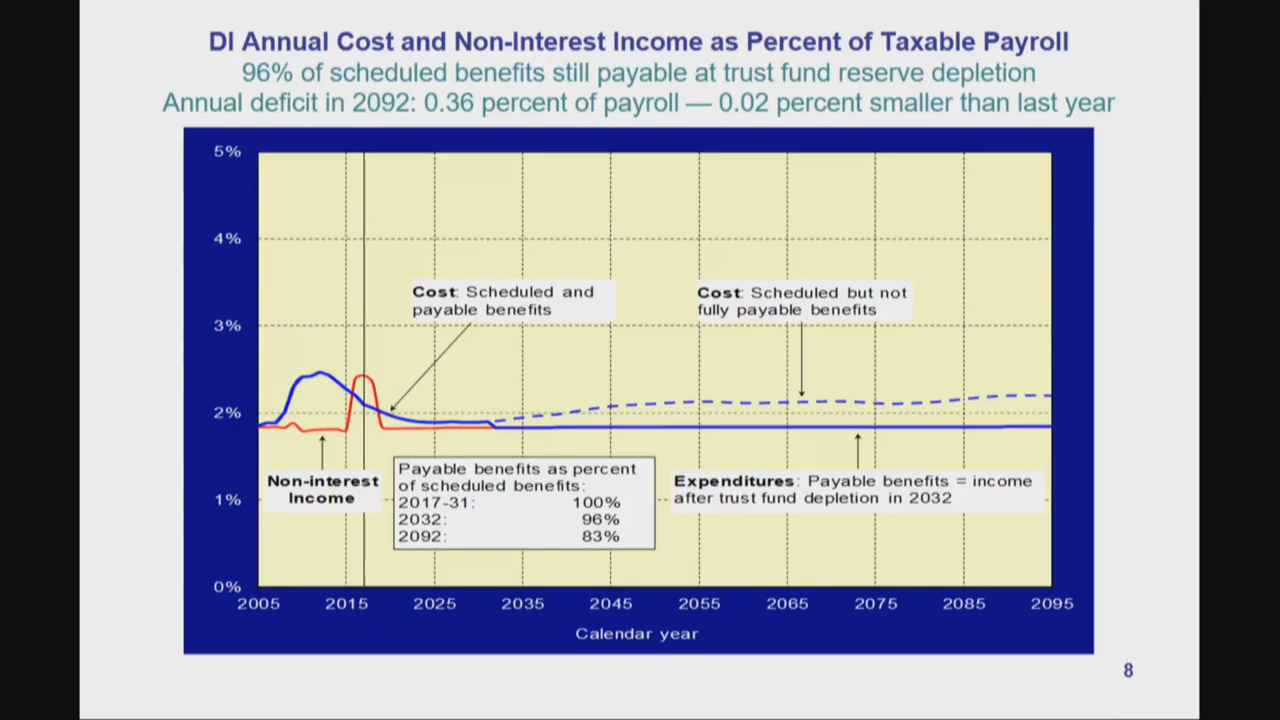 DI Annual Cost and Non-Interest Income as Percent of Taxable Payroll
96% of scheduled benefits still payable at trust fund reserve depletion
Annual deficit in 2092: 0.36 percent of payroll — 0.02 percent smaller than last year
5%
4%
3%
2%
1%
0%
Cost: Scheduled and
payable benefits
Cost: Scheduled but not
fully payable benefits
Non-interest
Income
Payable benefits as percent
of scheduled benefits:
2017-31: 100%
2032: 96%
2092: 83%
Expenditures: Payable benefits = income
after trust fund depletion in 2032
2005 2015 2025 2035 2045 2055 2065 2075 2085 2095
Calendar year
8